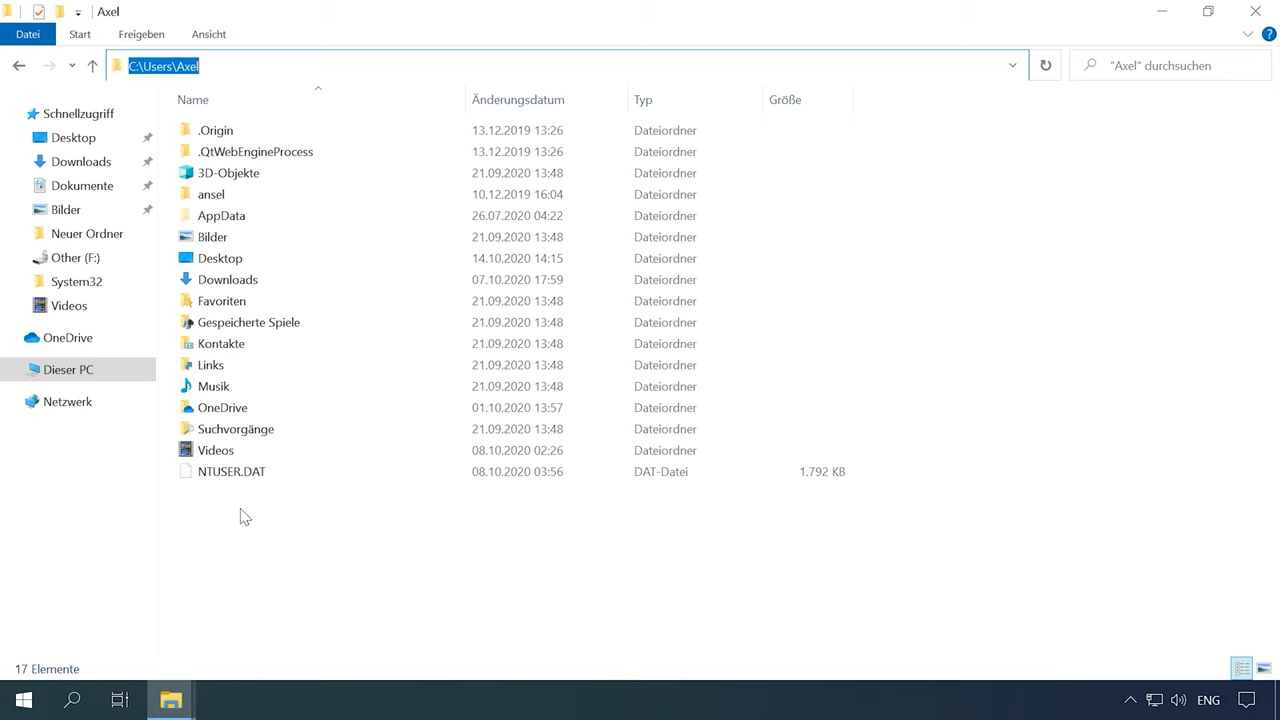 Axel
Datei Start Freigeben Ansicht
C:\Users\Axel "Axel" durchsuchen
Name Änderungsdatum Typ Größe
Schnellzugriff
Desktop
Downloads
Dokumente
Bilder
Neuer Ordner
Other (F:)
System32
Videos
OneDrive
Dieser PC
Netzwerk
.Origin 13.12.2019 13:26 Dateiordner
.QtWebEngineProcess 13.12.2019 13:26 Dateiordner
3D-Objekte 21.09.2020 13:48 Dateiordner
ansel 10.12.2019 16:04 Dateiordner
AppData 26.07.2020 04:22 Dateiordner
Bilder 21.09.2020 13:48 Dateiordner
Desktop 14.10.2020 14:15 Dateiordner
Downloads 07.10.2020 17:59 Dateiordner
Favoriten 21.09.2020 13:48 Dateiordner
Gespeicherte Spiele 21.09.2020 13:48 Dateiordner
Kontakte 21.09.2020 13:48 Dateiordner
Links 21.09.2020 13:48 Dateiordner
Musik 21.09.2020 13:48 Dateiordner
OneDrive 01.10.2020 13:57 Dateiordner
Suchvorgänge 21.09.2020 13:48 Dateiordner
Videos 08.10.2020 02:26 Dateiordner
NTUSER.DAT 08.10.2020 03:56 DAT-Datei 1.792 KB
17 Elemente
ENG